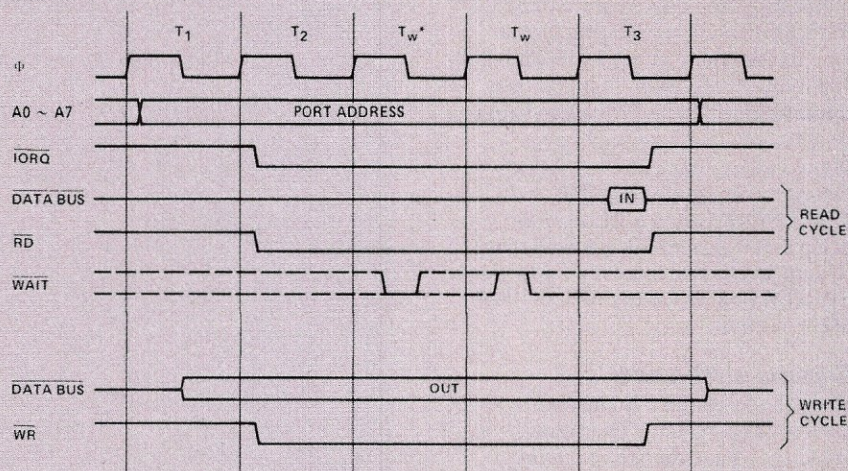 T1 T2 Tw* Tw T3
Φ
A0 ~ A7 PORT ADDRESS
IORQ
DATA BUS IN
READ
CYCLE
RD
WAIT
DATA BUS OUT
WRITE
CYCLE
WR